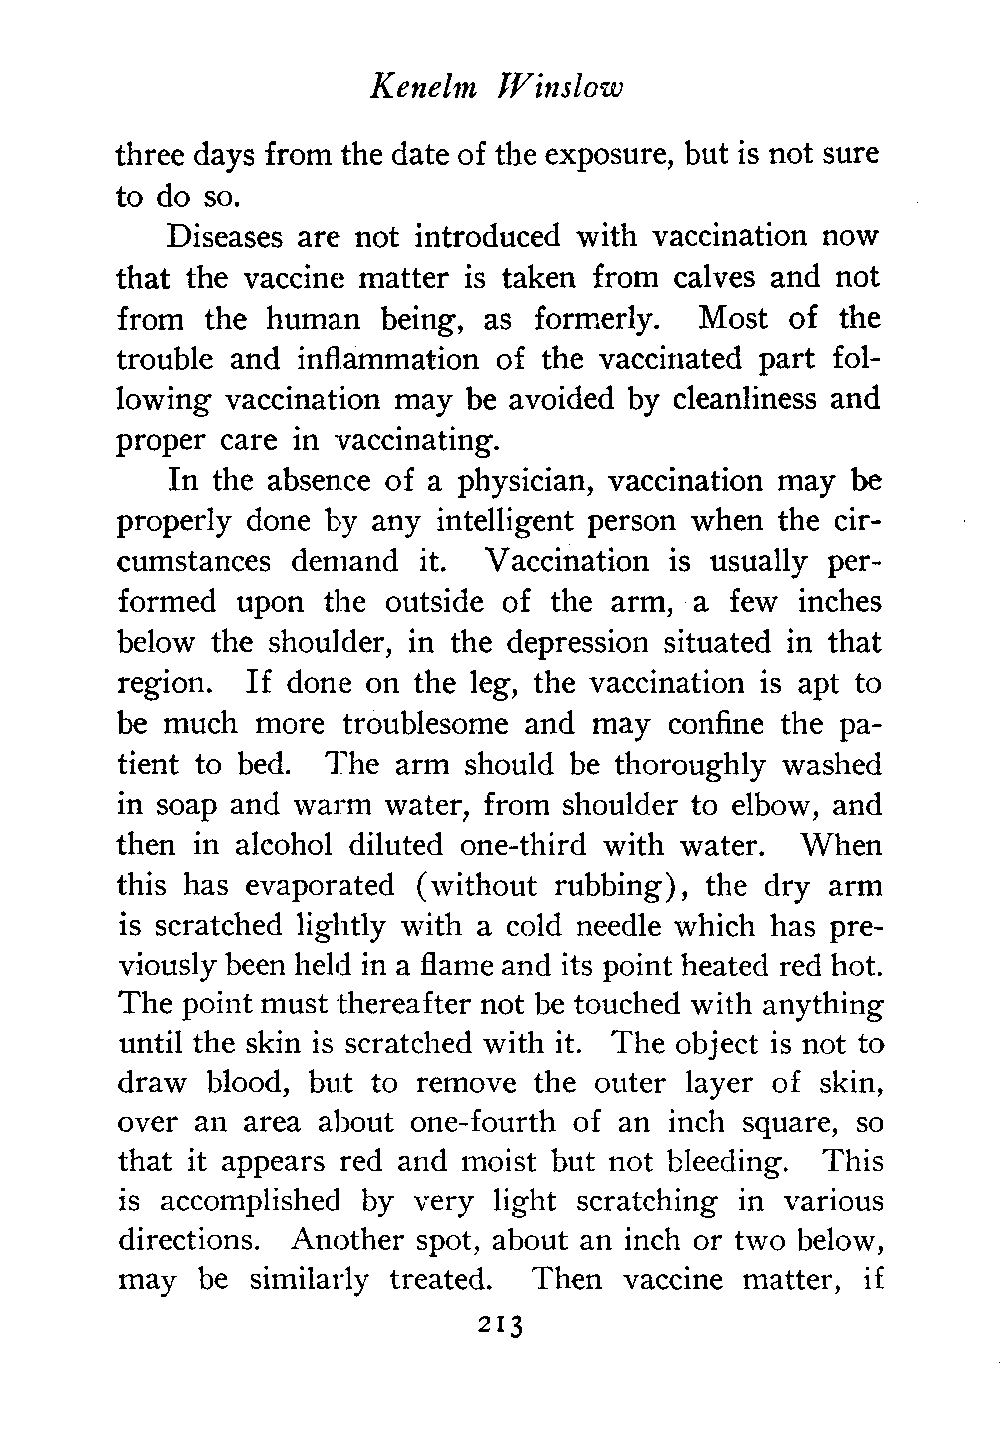 Kenelm Winslow
three days from the date of the exposure, but is not sure
to do so.
Diseases are not introduced with vaccination now
that the vaccine matter is taken from calves and not
from the human being, as formerly. Most of the
trouble and inflammation of the vaccinated part fol-
lowing vaccination may be avoided by cleanliness and
proper care in vaccinating.
In the absence of a physician, vaccination may be
properly done by any intelligent person when the cir-
cumstances demand it. Vaccination is usually per-
formed upon the outside of the arm, a few inches
below the shoulder, in the depression situated in that
region. If done on the leg, the vaccination is apt to
be much more troublesome and may confine the pa-
tient to bed. The arm should be thoroughly washed
in soap and warm water, from shoulder to elbow, and
then in alcohol diluted one-third with water. When
this has evaporated (without rubbing), the dry arm
is scratched lightly with a cold needle which has pre-
viously been held in a flame and its point heated red hot.
The point must thereafter not be touched with anything
until the skin is scratched with it. The object is not to
draw blood, but to remove the outer layer of skin,
over an area about one-fourth of an inch square, so
that it appears red and moist but not bleeding. This
is accomplished by very light scratching in various
directions. Another spot, about an inch or two below,
may be similarly treated. Then vaccine matter, if
213